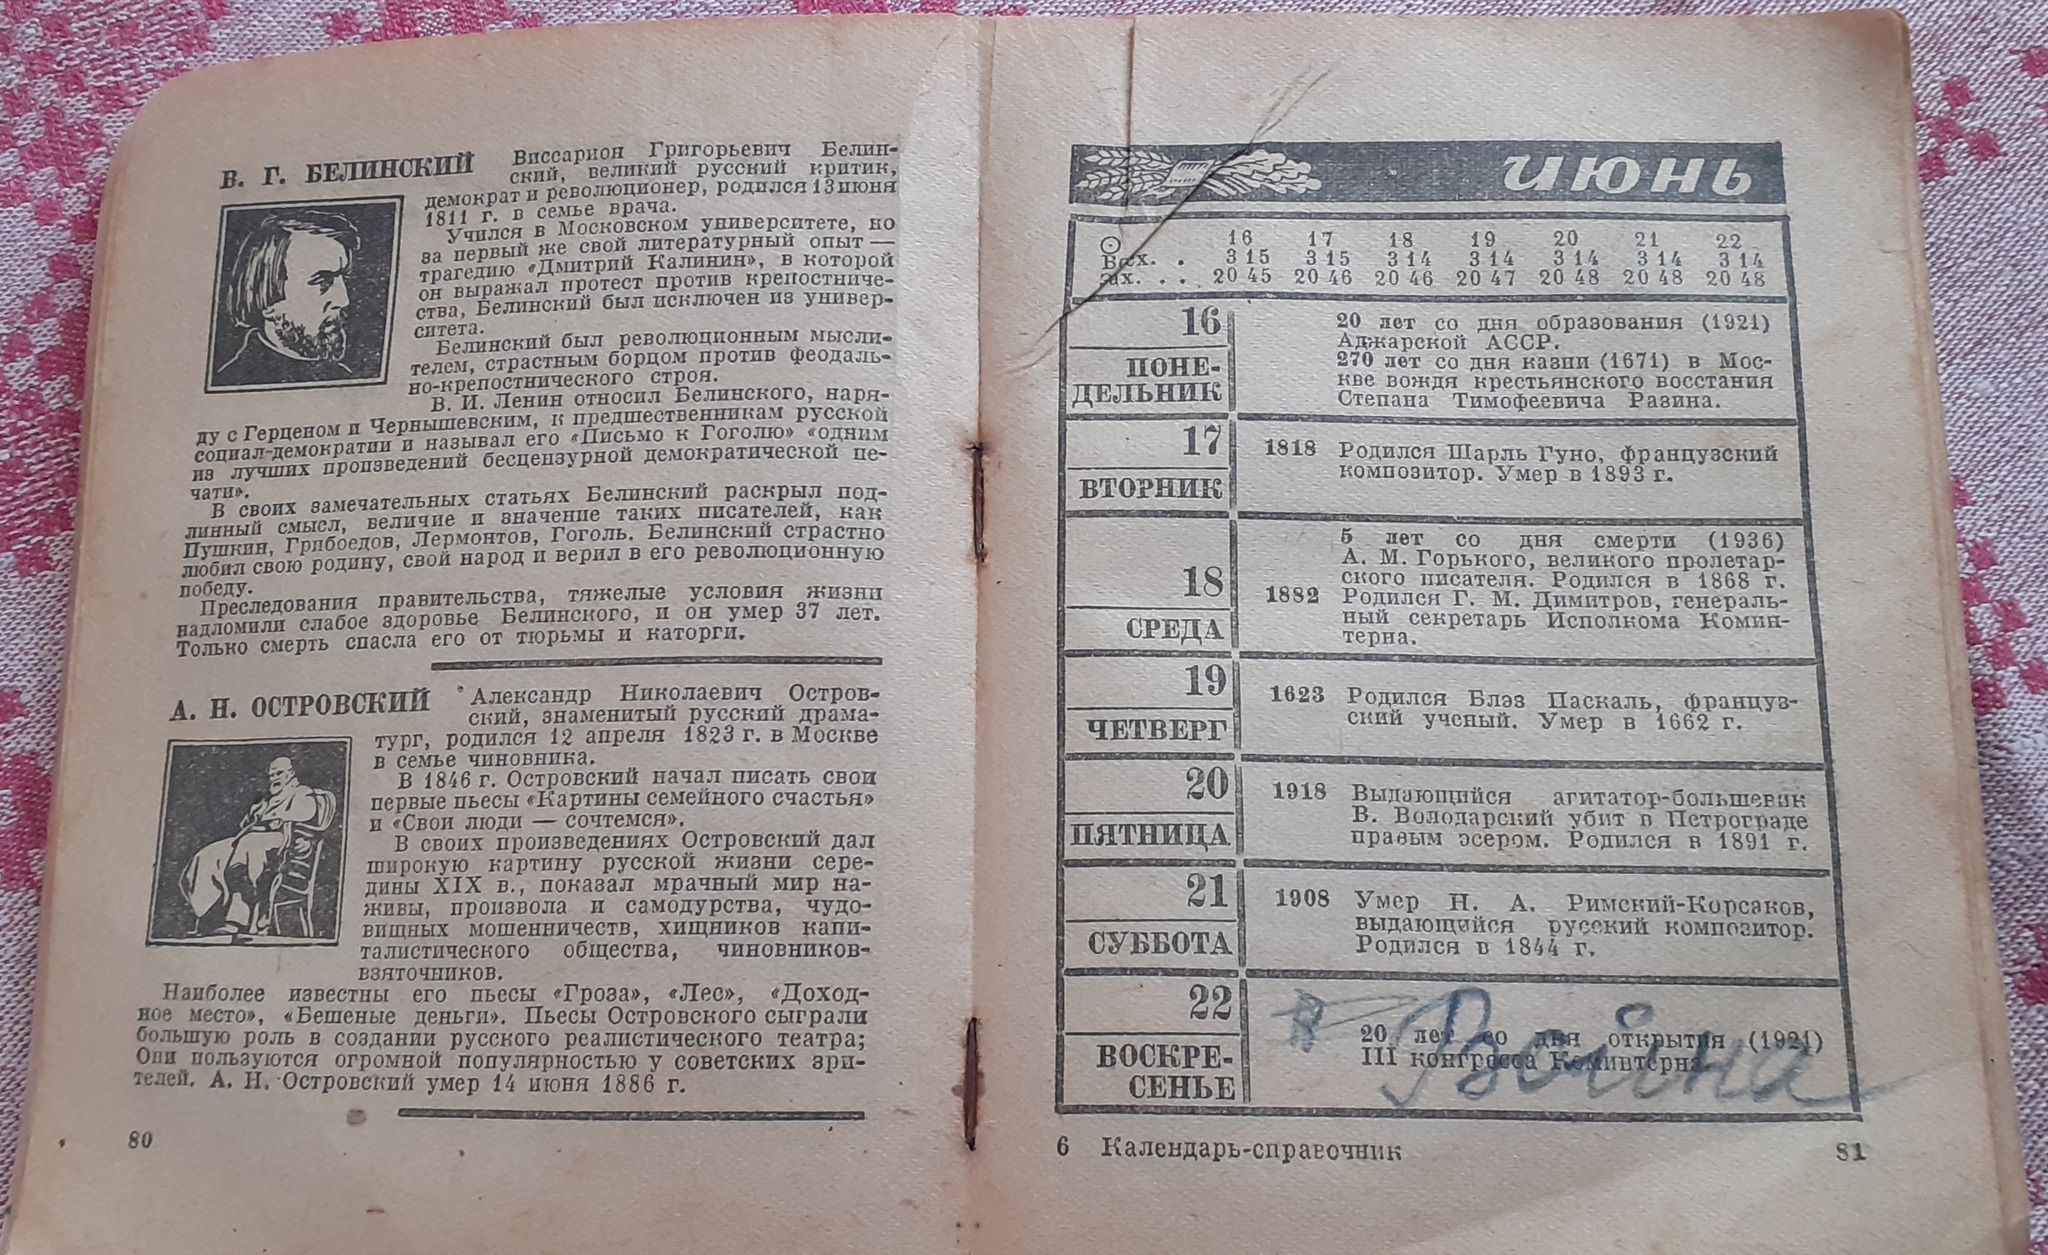 В. Г. БЕЛИНСКИЙ
Виссарион Григорьевич Белин-
ский, великий русский критик,
демократ и революционер, родился 13 июня
1811 г. в семье врача.
Учился в Московском университете, но
за первый же свой литературный опыт —
трагедию «Дмитрий Калинин», в которой
он выражал протест против крепостниче-
ства, Белинский был исключен из универ-
ситета.
Белинский был революционным мысли-
телем, страстным борцом против феодаль-
но-крепостнического строя.
В. И. Ленин относил Белинского, наря-
ду с Герценом и Чернышевским, к предшественникам русской
социал-демократии и называл его «Письмо к Гоголю» «одним
из лучших произведений бесцензурной демократической пе-
чати».
В своих замечательных статьях Белинский раскрыл под-
линный смысл, величие и значение таких писателей, как
Пушкин, Грибоедов, Лермонтов, Гоголь. Белинский страстно
любил свою родину, свой народ и верил в его революционную
победу.
Преследования правительства, тяжелые условия жизни
надломили слабое здоровье Белинского, и он умер 37 лет.
Только смерть спасла его от тюрьмы и каторги.
А. Н. ОСТРОВСКИЙ
Александр Николаевич Остров-
ский, знаменитый русский драма-
тург, родился 12 апреля 1823 г. в Москве
в семье чиновника.
В 1846 г. Островский начал писать свои
первые пьесы «Картины семейного счастья»
и «Свои люди — сочтемся».
В своих произведениях Островский дал
широкую картину русской жизни сере-
дины XIX в., показал мрачный мир на-
живы, произвола и самодурства, чудо-
вищных мошенничеств, хищников капи-
талистического общества, чиновников-
взяточников.
Наиболее известны его пьесы «Гроза», «Лес», «Доход-
ное место», «Бешеные деньги». Пьесы Островского сыграли
большую роль в создании русского реалистического театра;
Они пользуются огромной популярностью у советских зри-
телей. А. Н. Островский умер 14 июня 1886 г.
80
ИЮНЬ
16 17 18 19 20 21 22
Всх. . 3 15 3 15 3 14 3 14 3 14 3 14 3 14
Зах. . . . 20 45 20 46 20 46 20 47 20 48 20 48 20 48
16
ПОНЕ-
ДЕЛЬНИК
20 лет со дня образования (1921)
Аджарской АССР.
270 лет со дня казни (1671) в Мос-
кве вождя крестьянского восстания
Степана Тимофеевича Разина.
17
ВТОРНИК
1818 Родился Шарль Гуно, французский
композитор. Умер в 1893 г.
18
СРЕДА
5 лет со дня смерти (1936)
А. М. Горького, великого пролетар-
ского писателя. Родился в 1868 г.
1882 Родился Г. М. Димитров, генераль-
ный секретарь Исполкома Комин-
терна.
19
ЧЕТВЕРГ
1623 Родился Блэз Паскаль, француз-
ский ученый. Умер в 1662 г.
20
ПЯТНИЦА
1918 Выдающийся агитатор-большевик
В. Володарский убит в Петрограде
правым эсером. Родился в 1891 г.
21
СУББОТА
1908 Умер Н. А. Римский-Корсаков,
выдающийся русский композитор.
Родился в 1844 г.
22
ВОСКРЕ-
СЕНЬЕ
20 лет со дня открытия (1921)
III конгресса Коминтерна.
Война
6 Календарь-справочник
81